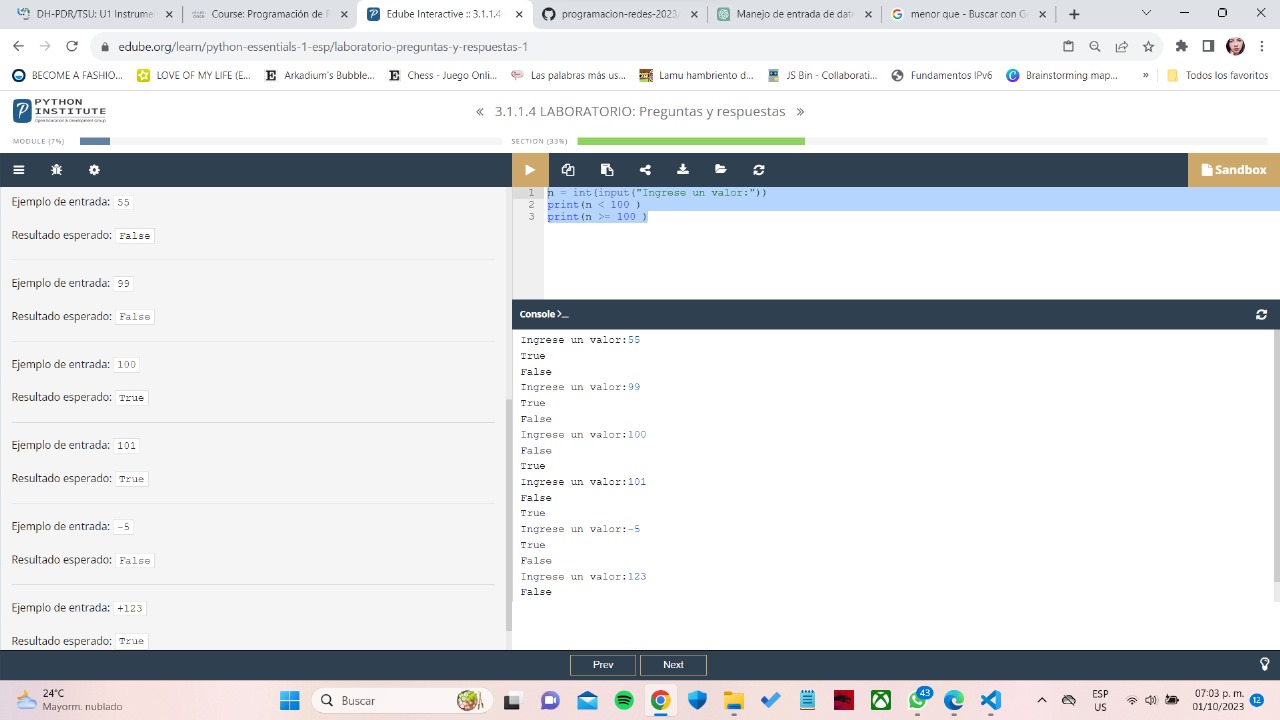 DH-POR/TSU: U1 Instrume
Course: Programación de P
Edube Interactive :: 3.1.1.4
programacion-redes-2023/
Manejo de entrada de dat
menor que - Buscar con G
edube.org/learn/python-essentials-1-esp/laboratorio-preguntas-y-respuestas-1
BECOME A FASHIO...
LOVE OF MY LIFE (E...
Arkadium's Bubble...
Chess - Juego Onli...
Las palabras más us...
Lamu hambriento d...
JS Bin - Collaborati...
Fundamentos IPv6
Brainstorming map...
»
Todos los favoritos
PYTHON
INSTITUTE
Open Education & Development Group
« 3.1.1.4 LABORATORIO: Preguntas y respuestas »
MODULE (7%)
SECTION (33%)
Sandbox
Ejemplo de entrada: 55
Resultado esperado: False
Ejemplo de entrada: 99
Resultado esperado: False
Ejemplo de entrada: 100
Resultado esperado: True
Ejemplo de entrada: 101
Resultado esperado: True
Ejemplo de entrada: -5
Resultado esperado: False
Ejemplo de entrada: +123
Resultado esperado: True
1 n = int(input("Ingrese un valor:"))
2 print(n < 100 )
3 print(n >= 100 )
Console >_
Ingrese un valor:55
True
False
Ingrese un valor:99
True
False
Ingrese un valor:100
False
True
Ingrese un valor:101
False
True
Ingrese un valor:-5
True
False
Ingrese un valor:123
False
Prev
Next
24°C
Mayorm. nublado
Buscar
43
ESP
US
07:03 p. m.
01/10/2023
12